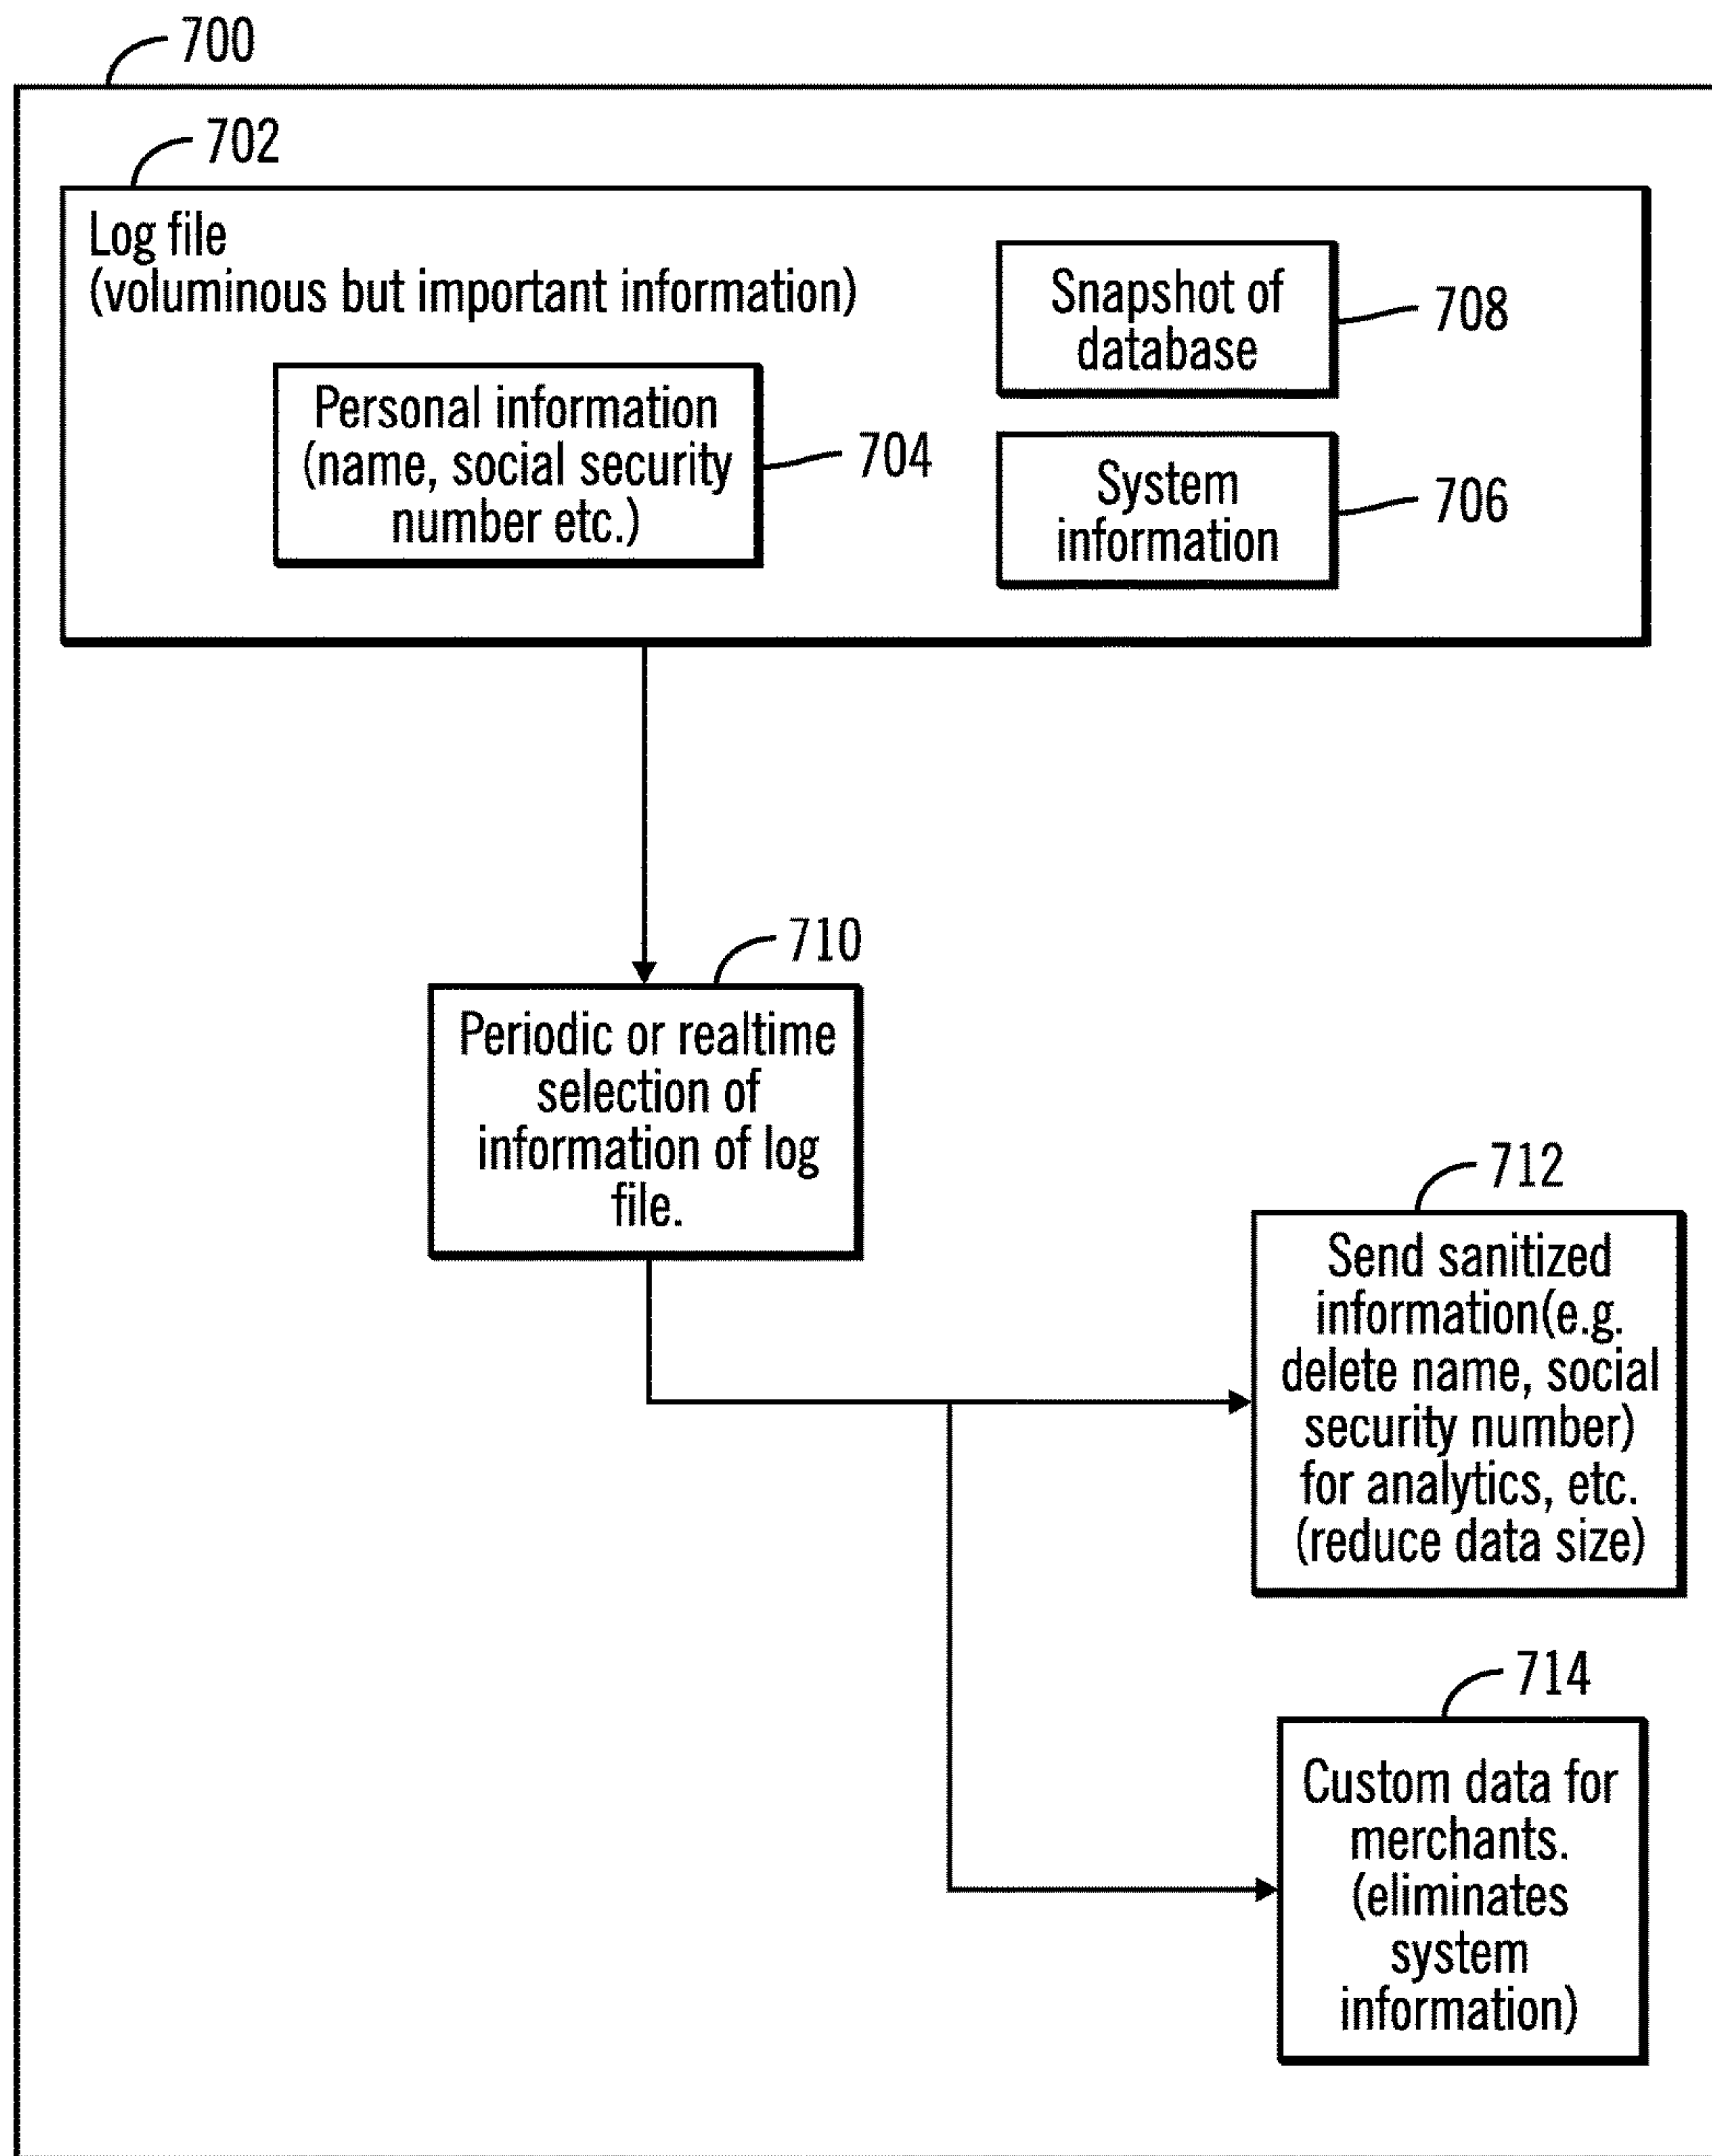 700
702
Log file
(voluminous but important information)
Snapshot of
database
708
Personal information
(name, social security
number etc.)
704
System
information
706
710
Periodic or realtime
selection of
information of log
file.
712
Send sanitized
information(e.g.
delete name, social
security number)
for analytics, etc.
(reduce data size)
714
Custom data for
merchants.
(eliminates
system
information)